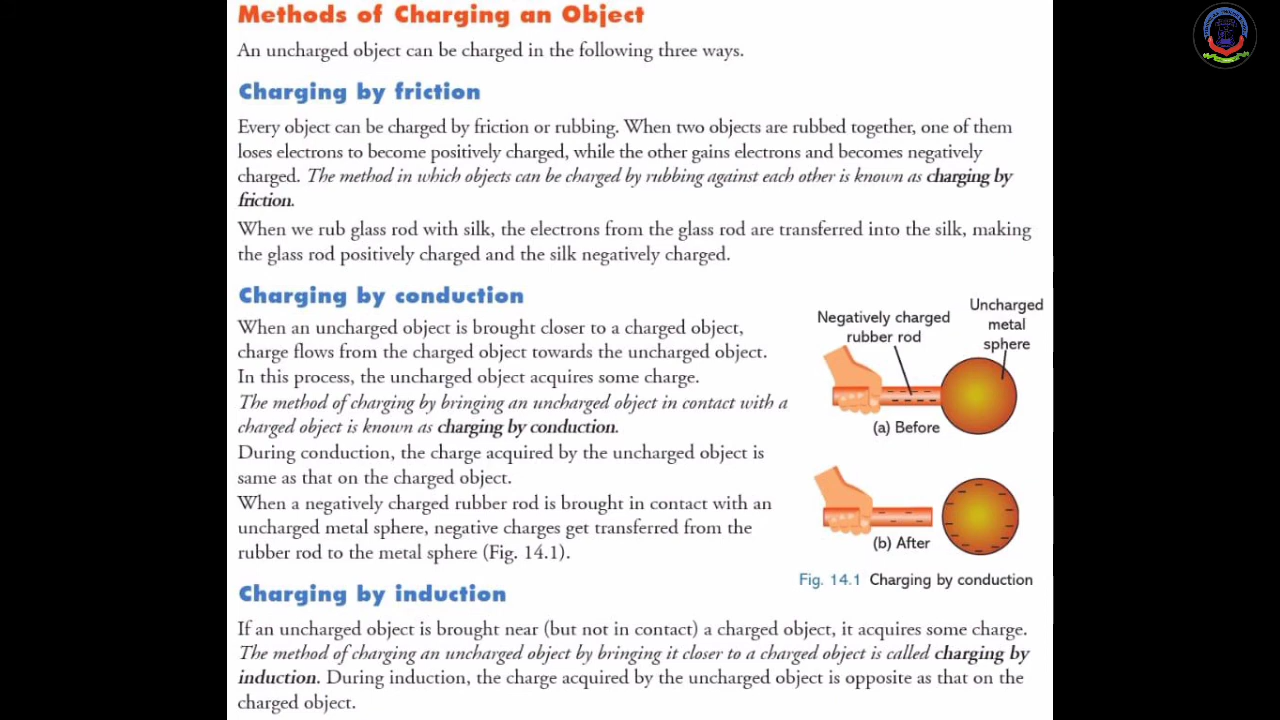 Methods of Charging an Object
An uncharged object can be charged in the following three ways.
Charging by friction
Every object can be charged by friction or rubbing. When two objects are rubbed together, one of them
loses electrons to become positively charged, while the other gains electrons and becomes negatively
charged. The method in which objects can be charged by rubbing against each other is known as charging by
friction.
When we rub glass rod with silk, the electrons from the glass rod are transferred into the silk, making
the glass rod positively charged and the silk negatively charged.
Charging by conduction
When an uncharged object is brought closer to a charged object,
charge flows from the charged object towards the uncharged object.
In this process, the uncharged object acquires some charge.
The method of charging by bringing an uncharged object in contact with a
charged object is known as charging by conduction.
During conduction, the charge acquired by the uncharged object is
same as that on the charged object.
When a negatively charged rubber rod is brought in contact with an
uncharged metal sphere, negative charges get transferred from the
rubber rod to the metal sphere (Fig. 14.1).
Negatively charged
rubber rod
Uncharged
metal
sphere
(a) Before
(b) After
Fig. 14.1 Charging by conduction
Charging by induction
If an uncharged object is brought near (but not in contact) a charged object, it acquires some charge.
The method of charging an uncharged object by bringing it closer to a charged object is called charging by
induction. During induction, the charge acquired by the uncharged object is opposite as that on the
charged object.